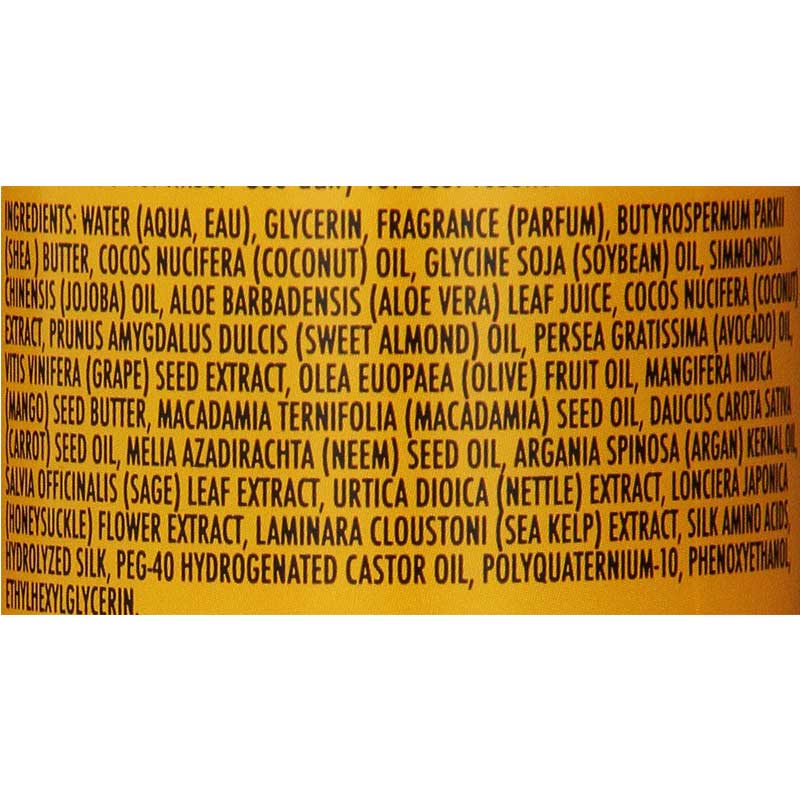 INGREDIENTS: WATER (AQUA, EAU), GLYCERIN, FRAGRANCE (PARFUM), BUTYROSPERMUM PARKII
(SHEA ) BUTTER, COCOS NUCIFERA (COCONUT) OIL, GLYCINE SOJA (SOYBEAN) OIL, SIMMONDSIA
CHINENSIS (JOJOBA) OIL, ALOE BARBADENSIS (ALOE VERA) LEAF JUICE, COCOS NUCIFERA (COCONUT)
EXTRACT, PRUNUS AMYGDALUS DULCIS (SWEET ALMOND) OIL, PERSEA GRATISSIMA (AVOCADO) OIL,
VITIS VINIFERA (GRAPE) SEED EXTRACT, OLEA EUOPAEA (OLIVE) FRUIT OIL, MANGIFERA INDICA
(MANGO) SEED BUTTER, MACADAMIA TERNIFOLIA (MACADAMIA) SEED OIL, DAUCUS CAROTA SATIVA
(CARROT) SEED OIL, MELIA AZADIRACHTA (NEEM) SEED OIL, ARGANIA SPINOSA (ARGAN) KERNAL OIL,
SALVIA OFFICINALIS (SAGE) LEAF EXTRACT, URTICA DIOICA (NETTLE) EXTRACT, LONCIERA JAPONICA
(HONEYSUCKLE) FLOWER EXTRACT, LAMINARA CLOUSTONI (SEA KELP) EXTRACT, SILK AMINO ACIDS,
HYDROLYZED SILK, PEG-40 HYDROGENATED CASTOR OIL, POLYQUATERNIUM-10, PHENOXYETHANOL,
ETHYLHEXYLGLYCERIN.